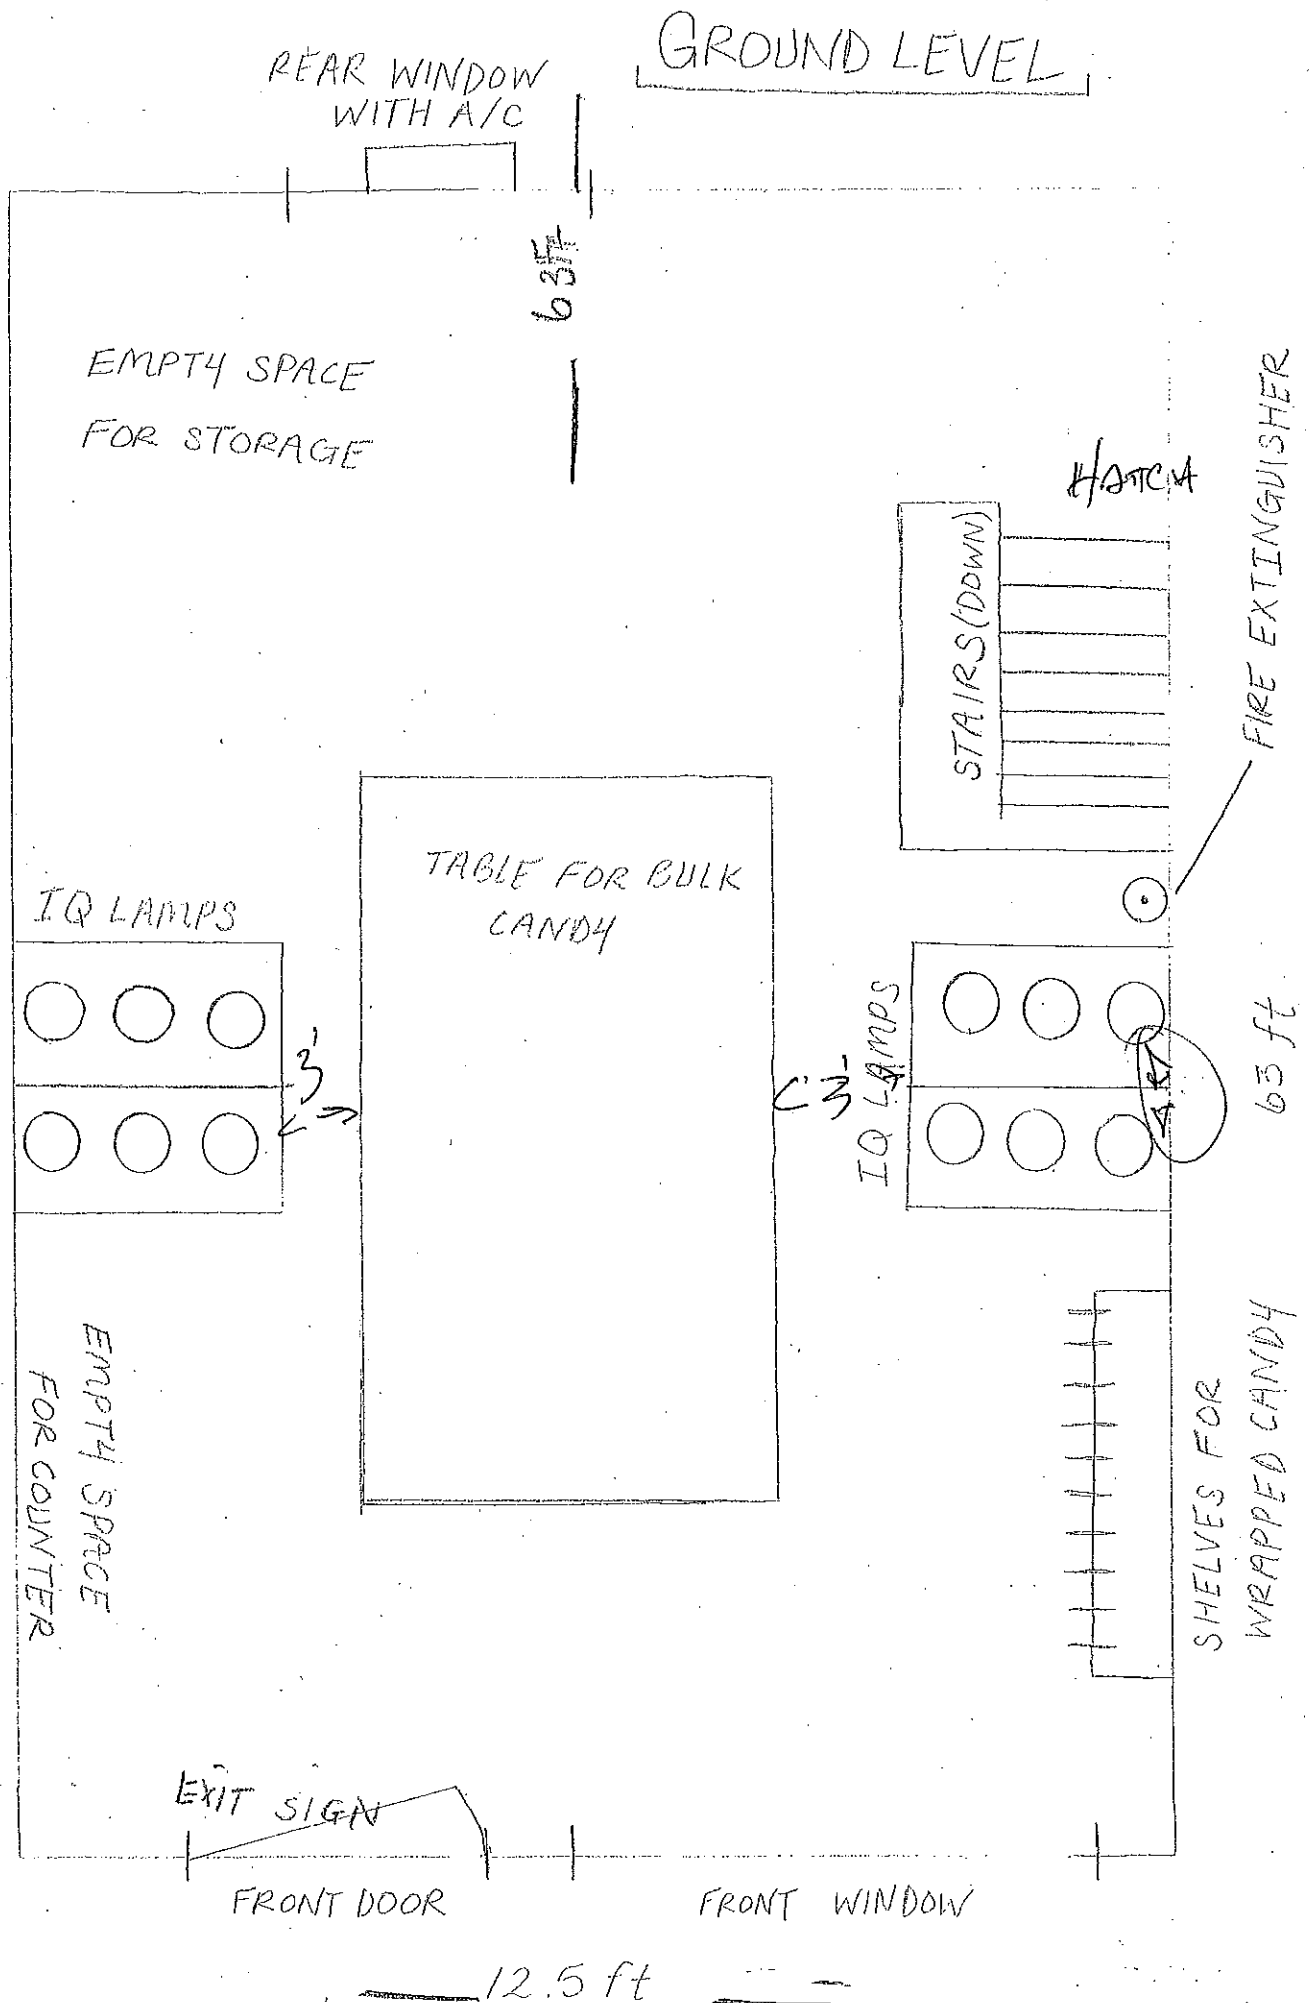 GROUND LEVEL
REAR WINDOW
WITH A/C
63 ft
EMPTY SPACE
FOR STORAGE
HATCH
STAIRS (DOWN)
FIRE EXTINGUISHER
TABLE FOR BULK
CANDY
IQ LAMPS
3'
3'
IQ LAMPS
63 ft
EMPTY SPACE
FOR COUNTER
SHELVES FOR
WRAPPED CANDY
EXIT SIGN
FRONT DOOR
FRONT WINDOW
12.5 ft